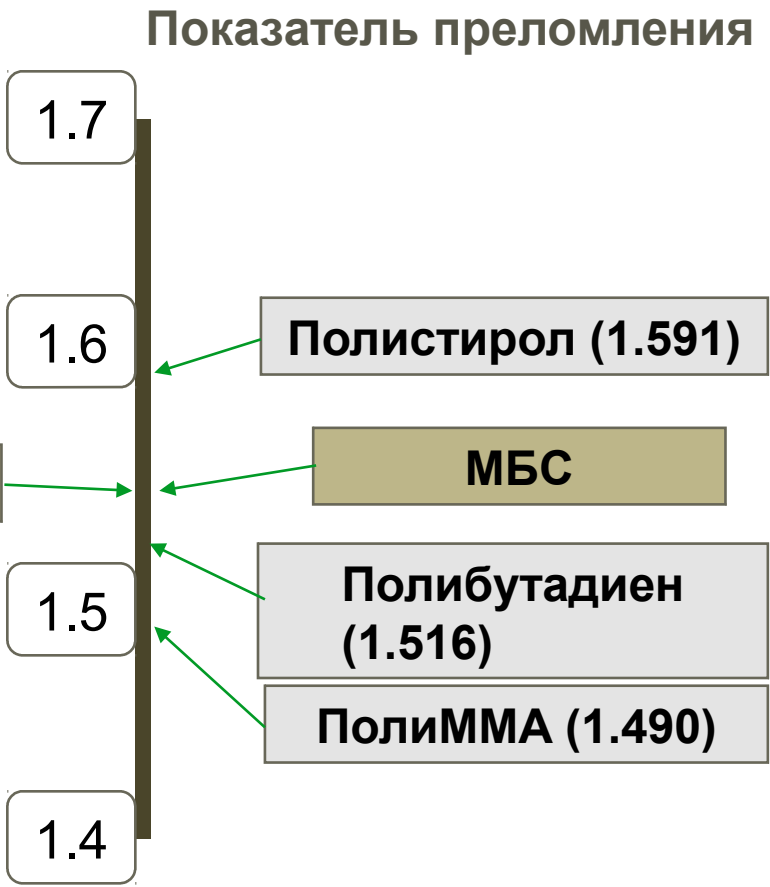 Показатель преломления
1.7
1.6
Полистирол (1.591)
МБС
Полибутадиен
(1.516)
1.5
ПолиММА (1.490)
1.4